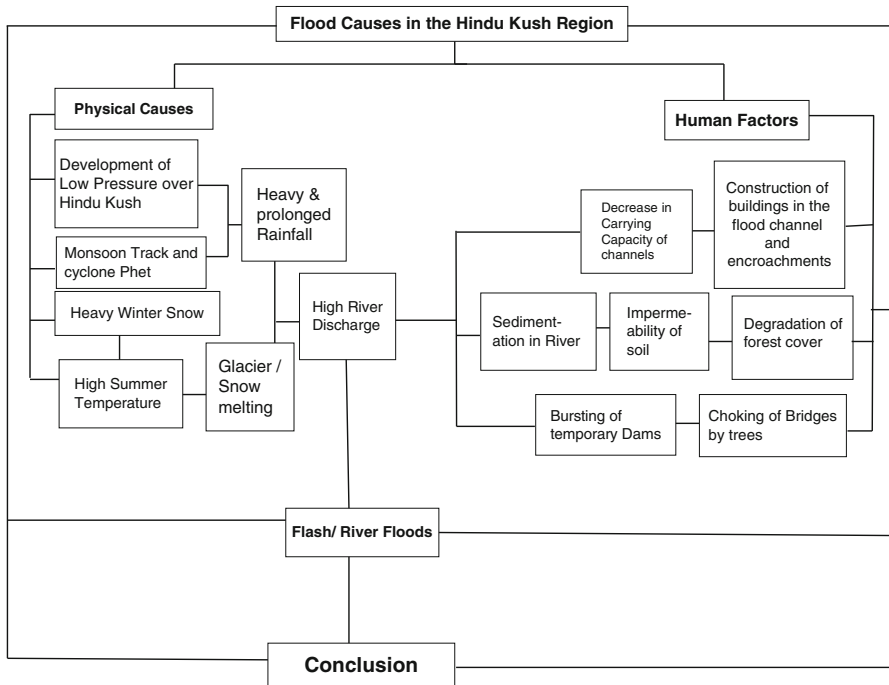 Flood Causes in the Hindu Kush Region
Physical Causes
Human Factors
Development of
Low Pressure over
Hindu Kush
Monsoon Track and
cyclone Phet
Heavy Winter Snow
High Summer
Temperature
Heavy &
prolonged
Rainfall
Glacier /
Snow
melting
High River
Discharge
Decrease in
Carrying
Capacity of
channels
Construction of
buildings in the
flood channel
and
encroachments
Sediment-
ation in River
Imperme-
ability of
soil
Degradation of
forest cover
Bursting of
temporary Dams
Choking of Bridges
by trees
Flash/ River Floods
Conclusion